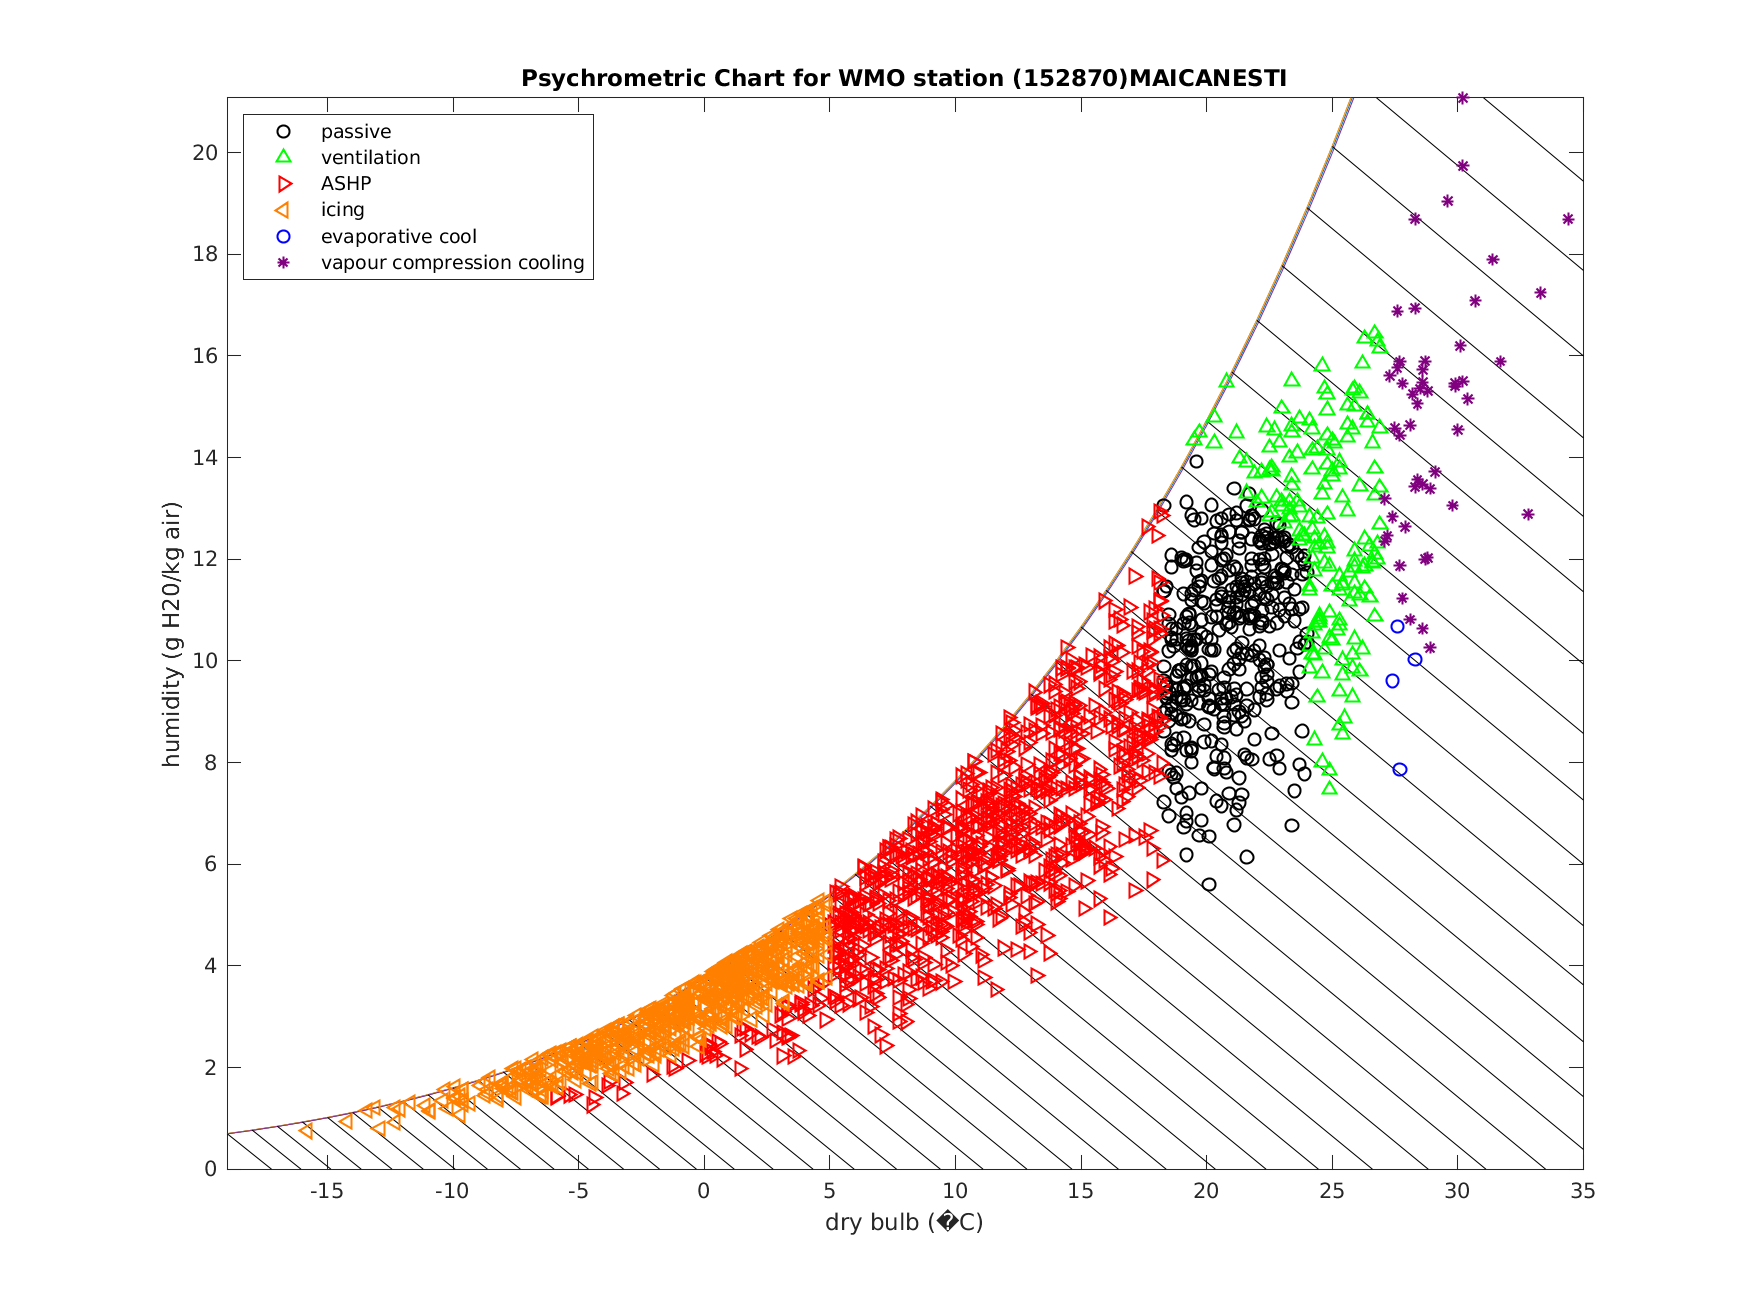 Psychrometric Chart for WMO station (152870)MAICANESTI
passive
ventilation
ASHP
icing
evaporative cool
vapour compression cooling
humidity (g H20/kg air)
20
18
16
14
12
10
8
6
4
2
0
-15 -10 -5 0 5 10 15 20 25 30 35
dry bulb (�C)